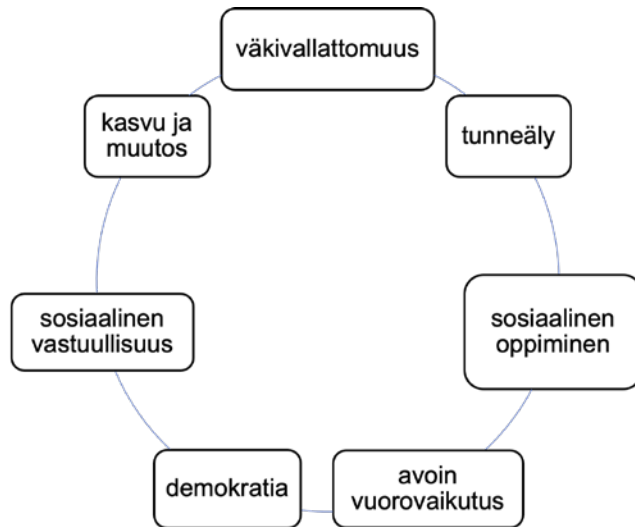 väkivallattomuus
tunneäly
sosiaalinen
oppiminen
avoin
vuorovaikutus
demokratia
sosiaalinen
vastuullisuus
kasvu ja
muutos